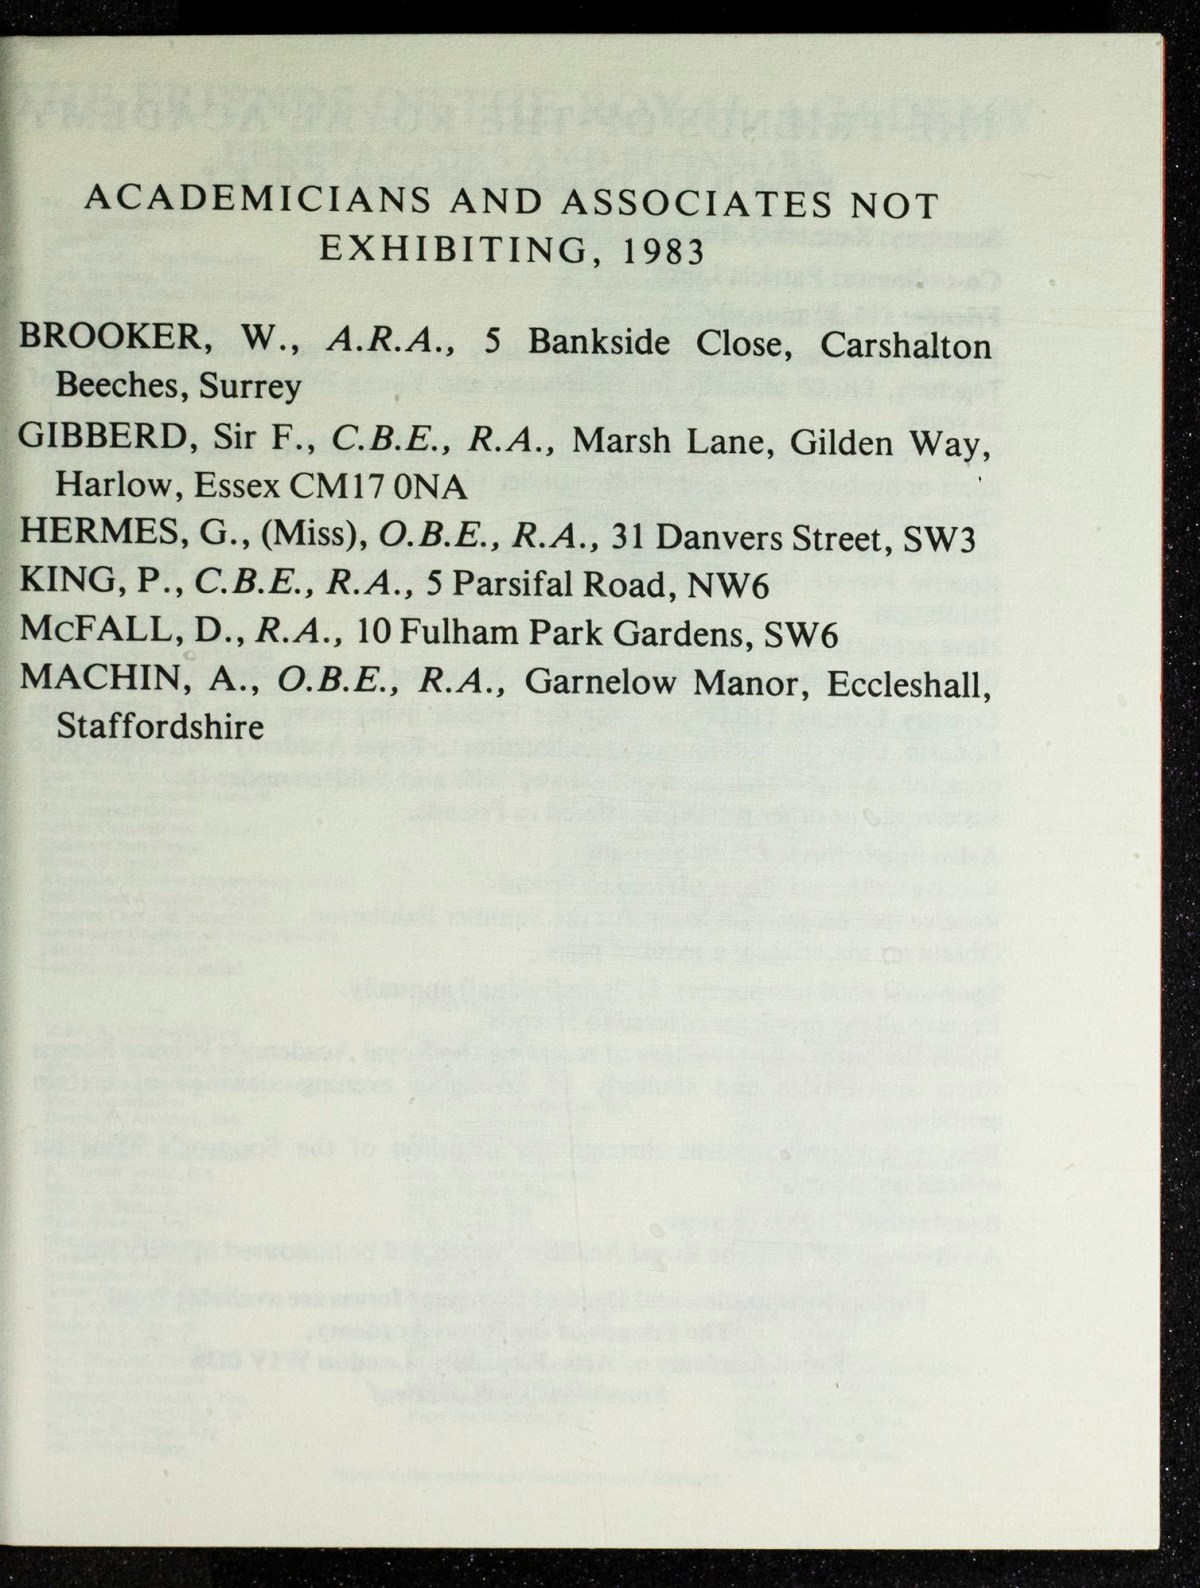 ACADEMICIANS AND ASSOCIATES NOT
EXHIBITING, 1983
BROOKER, W., A.R.A., 5 Bankside Close, Carshalton
Beeches, Surrey
GIBBERD, Sir F., C.B.E., R.A., Marsh Lane, Gilden Way,
Harlow, Essex CM17 0NA
HERMES, G., (Miss), O.B.E., R.A., 31 Danvers Street, SW3
KING, P., C.B.E., R.A., 5 Parsifal Road, NW6
McFALL, D., R.A., 10 Fulham Park Gardens, SW6
MACHIN, A., O.B.E., R.A., Garnelow Manor, Eccleshall,
Staffordshire